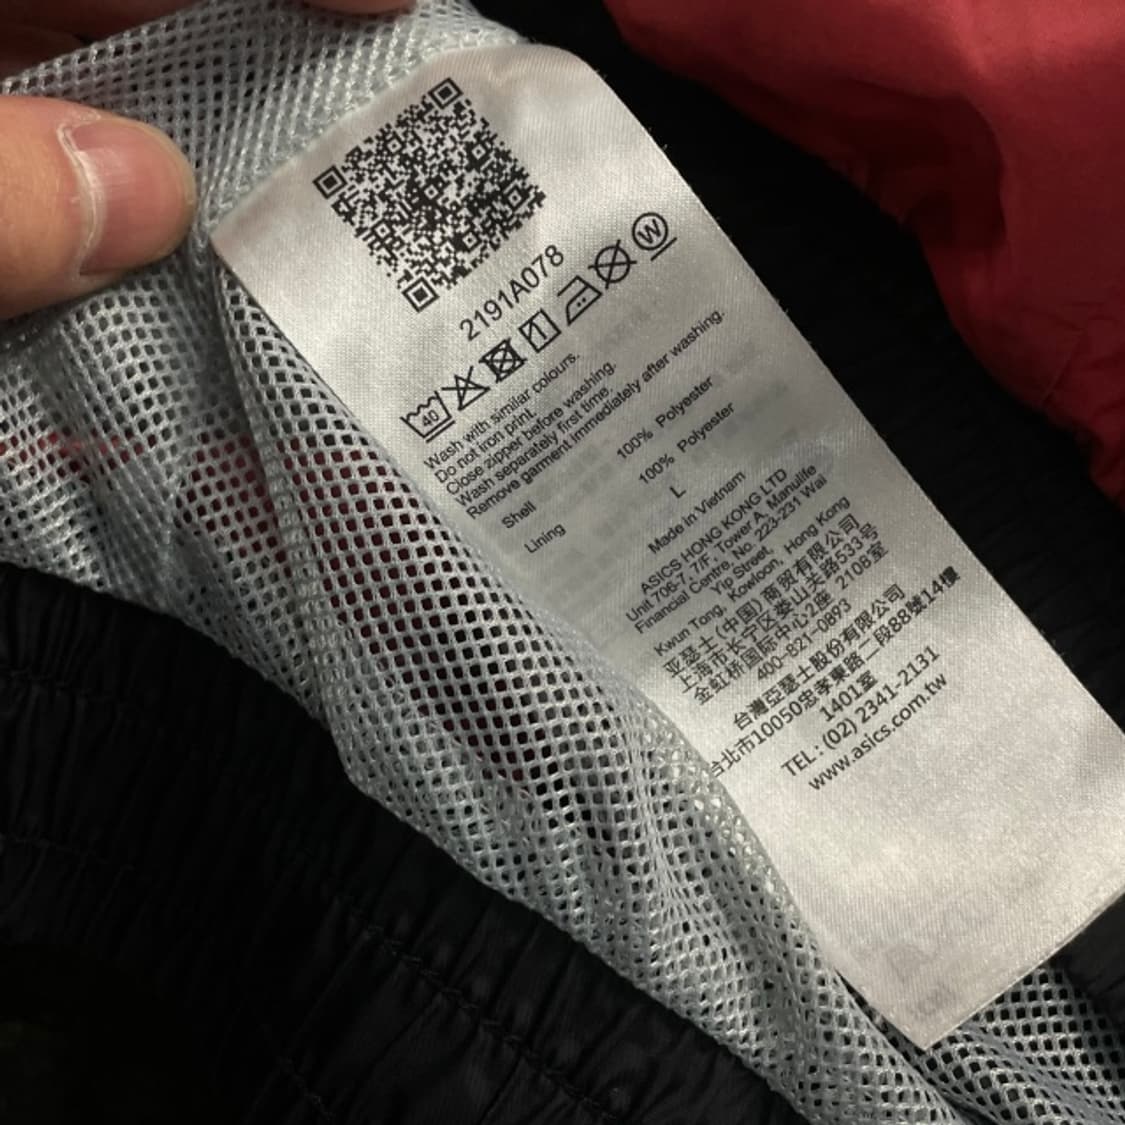 2191A078
40
W
Wash with similar colours.
Do not iron print.
Close zipper before washing.
Wash separately first time.
Remove garment immediately after washing.
Shell 100% Polyester
Lining 100% Polyester
L
Made in Vietnam
ASICS HONG KONG LTD
Unit 706-7, 7/F, Tower A, Manulife
Financial Centre, No. 223-231 Wai
Yip Street,
Kwun Tong, Kowloon, Hong Kong
亚瑟士(中国)商贸有限公司
上海市长宁区娄山关路533号
金虹桥国际中心2座 2108室
400-821-0893
台灣亞瑟士股份有限公司
台北市10050忠孝東路二段88號14樓
1401室
TEL : (02) 2341-2131
www.asics.com.tw